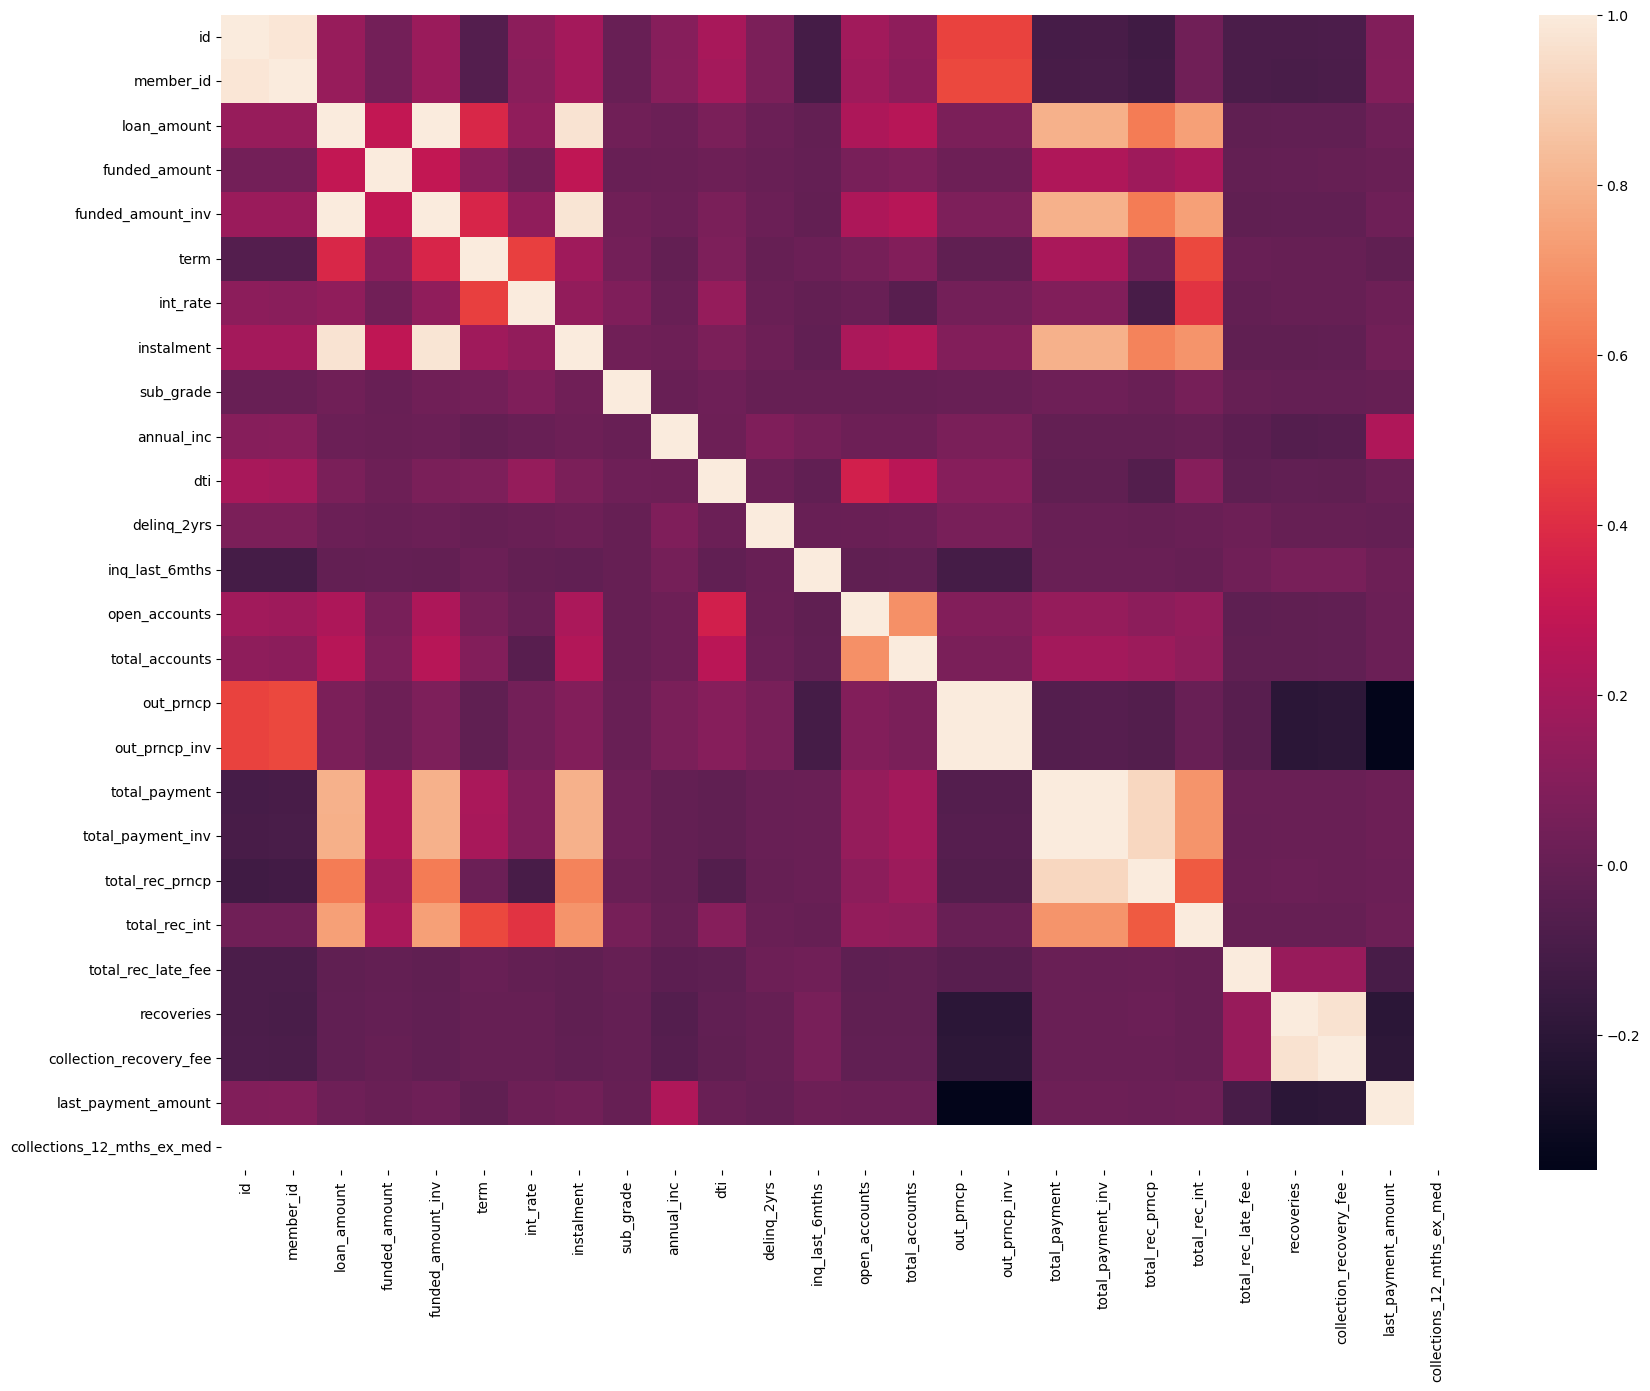 id
member_id
loan_amount
funded_amount
funded_amount_inv
term
int_rate
instalment
sub_grade
annual_inc
dti
delinq_2yrs
inq_last_6mths
open_accounts
total_accounts
out_prncp
out_prncp_inv
total_payment
total_payment_inv
total_rec_prncp
total_rec_int
total_rec_late_fee
recoveries
collection_recovery_fee
last_payment_amount
collections_12_mths_ex_med
id
member_id
loan_amount
funded_amount
funded_amount_inv
term
int_rate
instalment
sub_grade
annual_inc
dti
delinq_2yrs
inq_last_6mths
open_accounts
total_accounts
out_prncp
out_prncp_inv
total_payment
total_payment_inv
total_rec_prncp
total_rec_int
total_rec_late_fee
recoveries
collection_recovery_fee
last_payment_amount
collections_12_mths_ex_med
1.0
0.8
0.6
0.4
0.2
0.0
−0.2